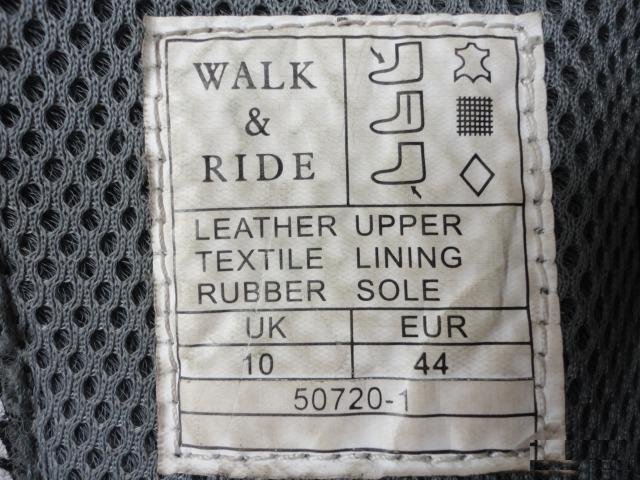 WALK
&
RIDE
LEATHER UPPER
TEXTILE LINING
RUBBER SOLE
UK EUR
10 44
50720-1